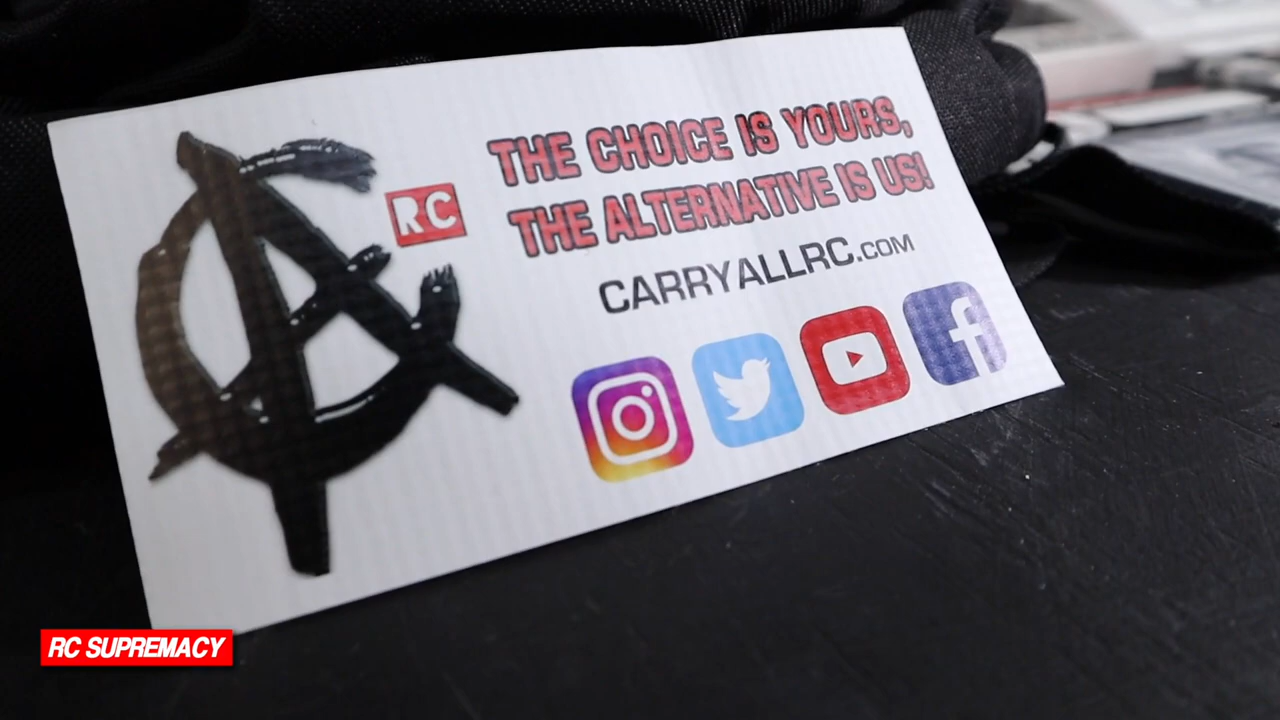 RC
THE CHOICE IS YOURS,
THE ALTERNATIVE IS US!
CARRYALLRC.COM
RC SUPREMACY